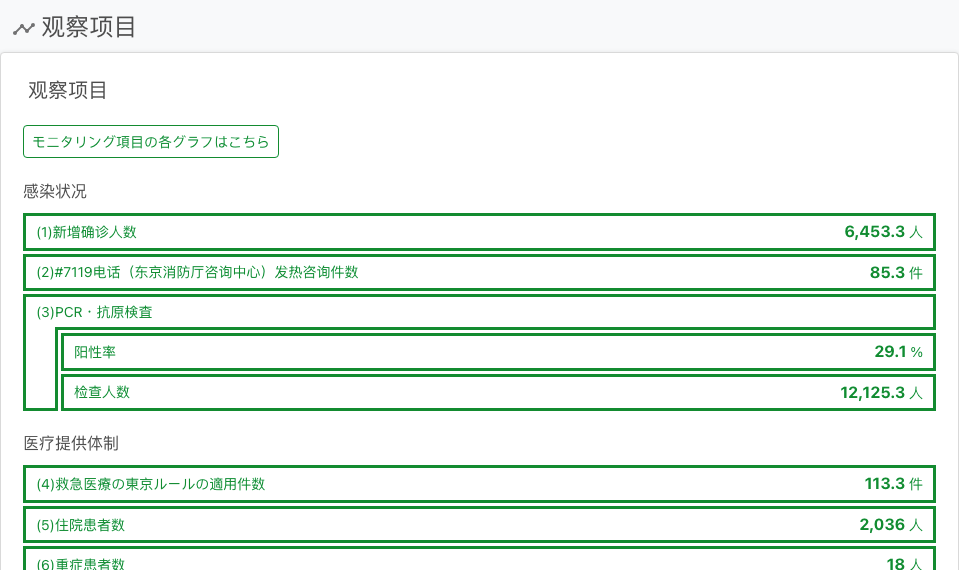 观察项目
观察项目
モニタリング項目の各グラフはこちら
感染状况
(1)新增确诊人数 6,453.3 人
(2)#7119电话（东京消防厅咨询中心）发热咨询件数 85.3 件
(3)PCR・抗原検査
阳性率 29.1 %
检查人数 12,125.3 人
医疗提供体制
(4)救急医療の東京ルールの適用件数 113.3 件
(5)住院患者数 2,036 人
(6)重症患者数 18 人